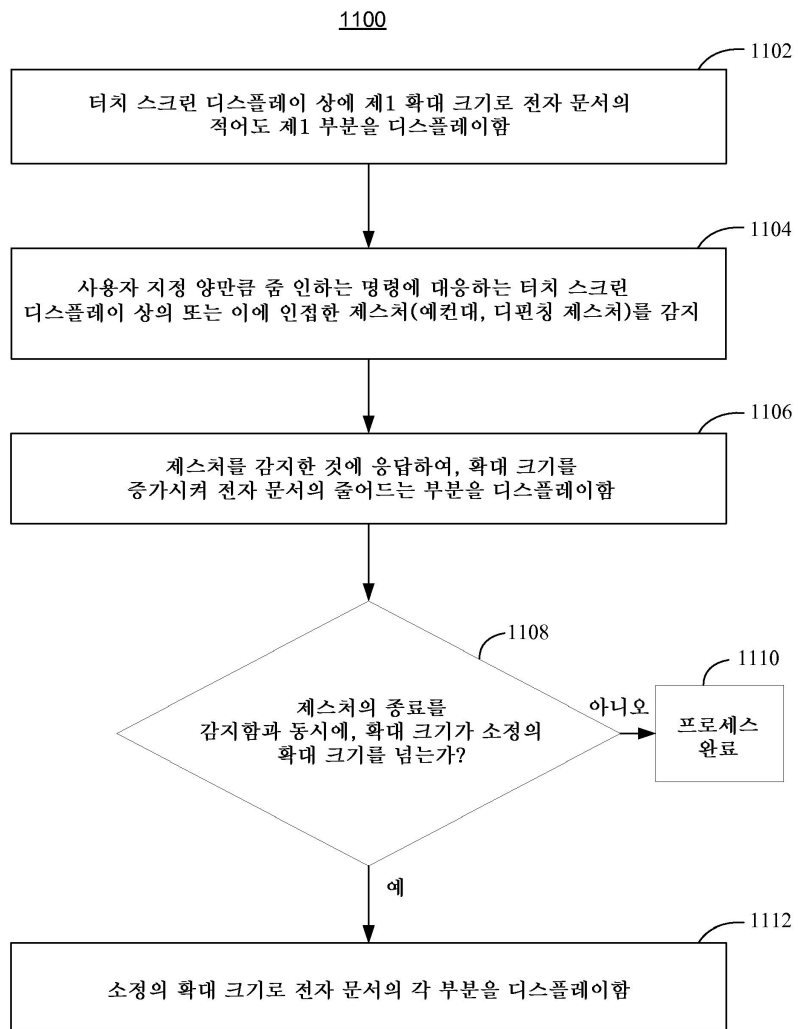 1100
1102
터치 스크린 디스플레이 상에 제1 확대 크기로 전자 문서의
적어도 제1 부분을 디스플레이함
1104
사용자 지정 양만큼 줌 인하는 명령에 대응하는 터치 스크린
디스플레이 상의 또는 이에 인접한 제스처(예컨대, 디핀칭 제스처)를 감지
1106
제스처를 감지한 것에 응답하여, 확대 크기를
증가시켜 전자 문서의 줄어드는 부분을 디스플레이함
1108
제스처의 종료를
감지함과 동시에, 확대 크기가 소정의
확대 크기를 넘는가?
아니오
1110
프로세스
완료
예
1112
소정의 확대 크기로 전자 문서의 각 부분을 디스플레이함